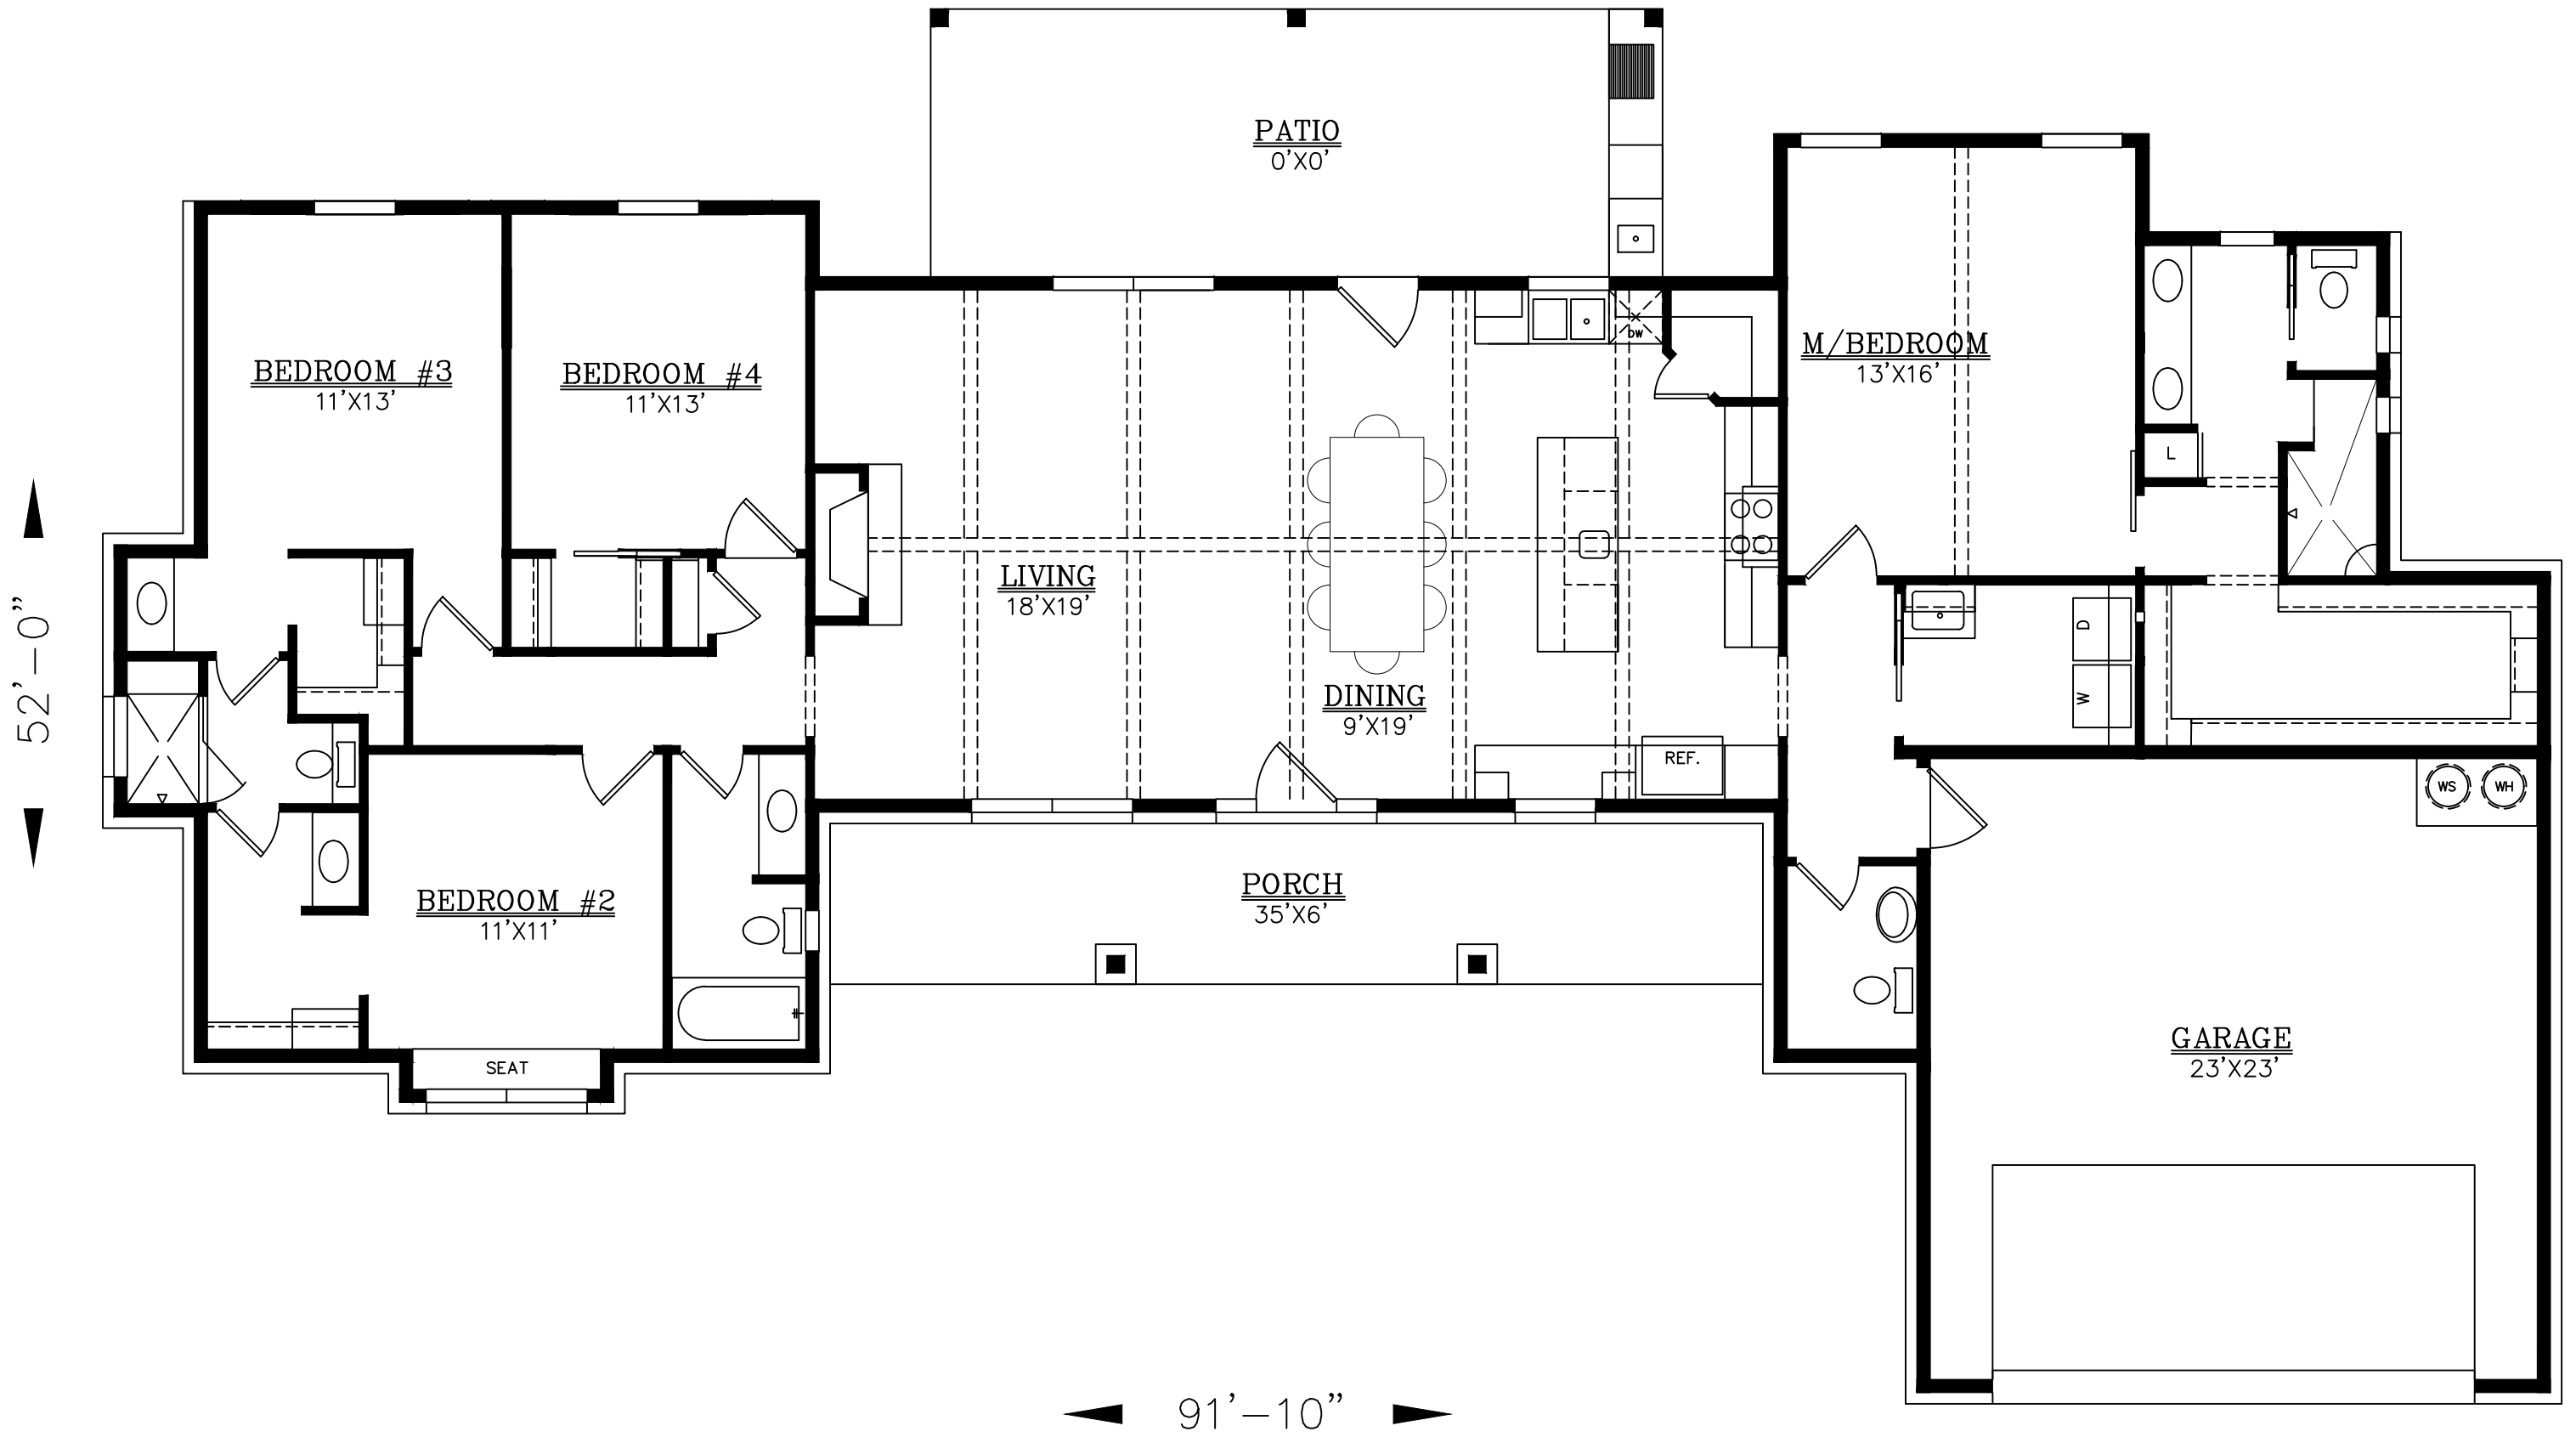 PATIO
0'X0'
BEDROOM #3
11'X13'
BEDROOM #4
11'X13'
M/BEDROOM
13'X16'
DW
L
LIVING
18'X19'
DINING
9'X19'
D
W
REF.
WS
WH
52'-0"
BEDROOM #2
11'X11'
PORCH
35'X6'
SEAT
GARAGE
23'X23'
91'-10"